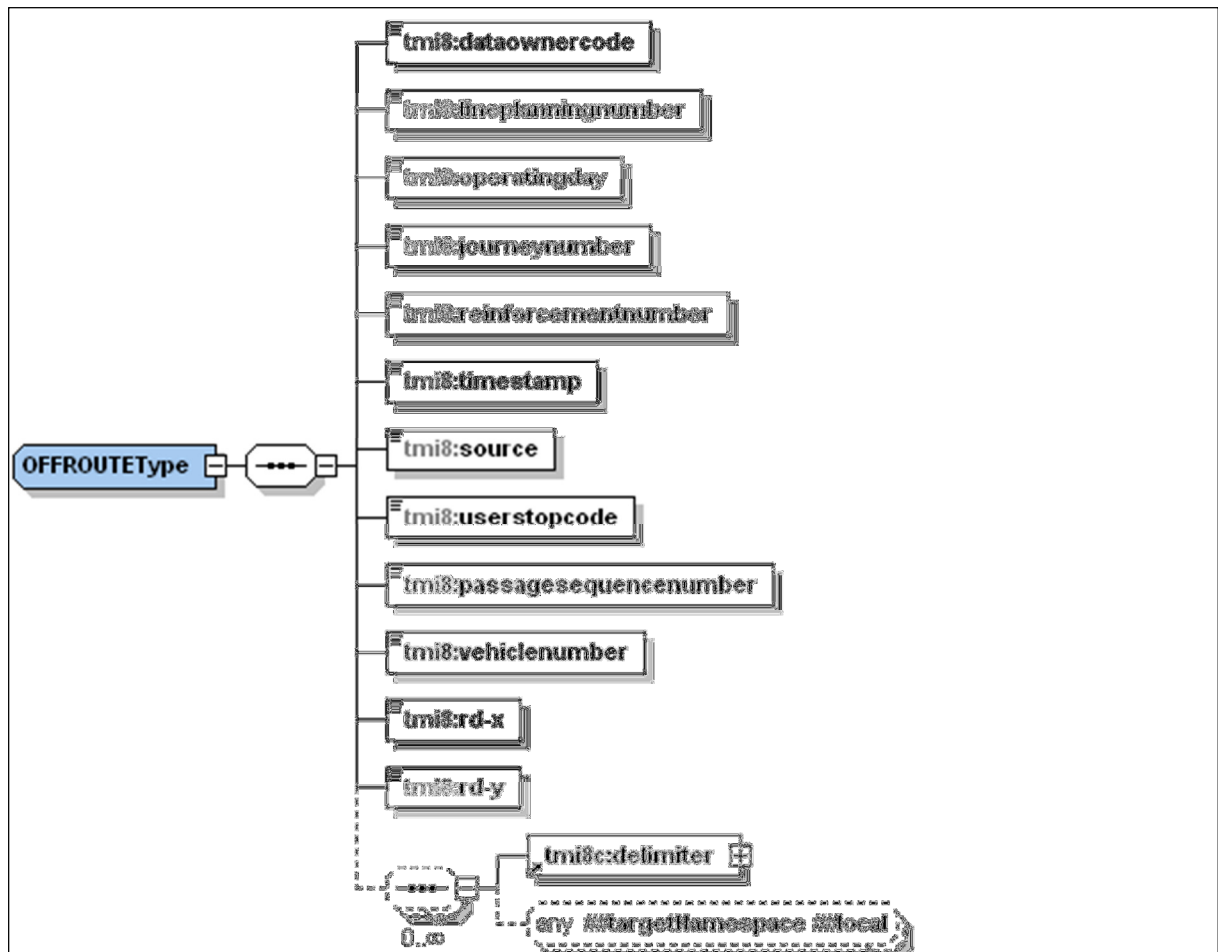 tmi8:dataownercode
tmi8:lineplanningnumber
tmi8:operatingday
tmi8:journeynumber
tmi8:reinforcementnumber
tmi8:timestamp
OFFROUTEType
tmi8:source
tmi8:userstopcode
tmi8:passagesequencenumber
tmi8:vehiclenumber
tmi8:rd-x
tmi8:rd-y
tmi8c:delimiter
any ##targetNamespace ##local
0..∞